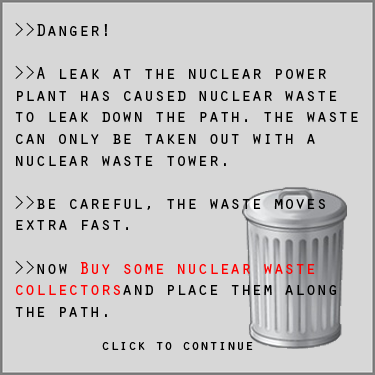 >>Danger!
>>A leak at the nuclear power
plant has caused nuclear waste
to leak down the path. the waste
can only be taken out with a
nuclear waste tower.
>>be careful, the waste moves
extra fast.
>>now Buy some nuclear waste
collectorsand place them along
the path.
click to continue